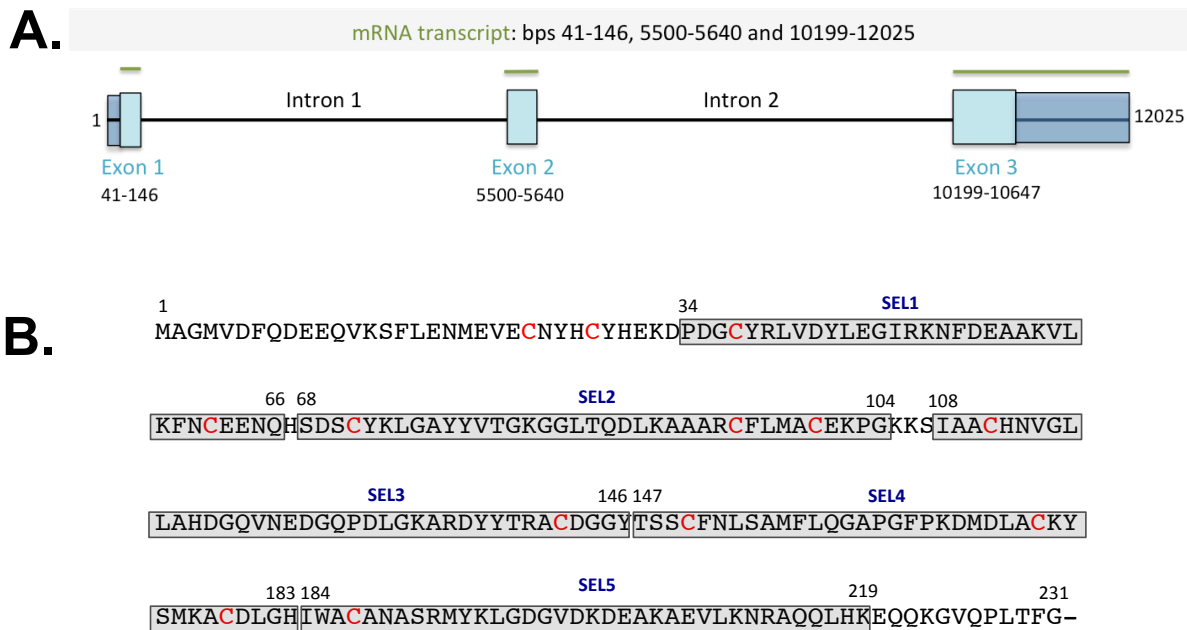 A.
mRNA transcript: bps 41-146, 5500-5640 and 10199-12025
Intron 1 Intron 2
1 12025
Exon 1 Exon 2 Exon 3
41-146 5500-5640 10199-10647
B.
1 34 SEL1
MAGMVDFQDEEQVKSFLENMEVECNYHCYHEKDPDGCYRLVDYLEGIRKNFDEAAKVL
66 68 SEL2 104 108
KFNCEENQHSDSCYKLGAYYVTGKGGLTQDLKAAARCFLMACEKPGKKSIAACHNVGL
SEL3 146 147 SEL4
LAHDGQVNEDGQPDLGKARDYYTRACDGGYTSSCFNLSAMFLQGAPGFPKDMDLACKY
183 184 SEL5 219 231
SMKACDLGHIWACANASRMYKLGDGVDKDEAKAEVLKNRAQQLHKEQQKGVQPLTFG-